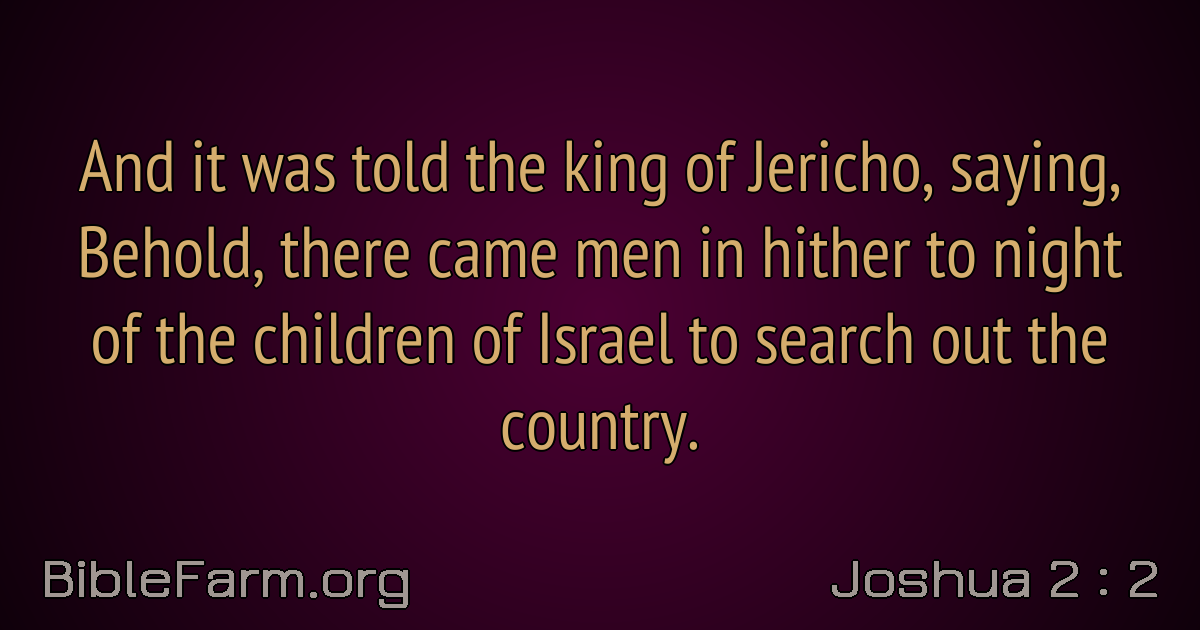 And it was told the king of Jericho, saying,
Behold, there came men in hither to night
of the children of Israel to search out the
country.
BibleFarm.org
Joshua 2 : 2